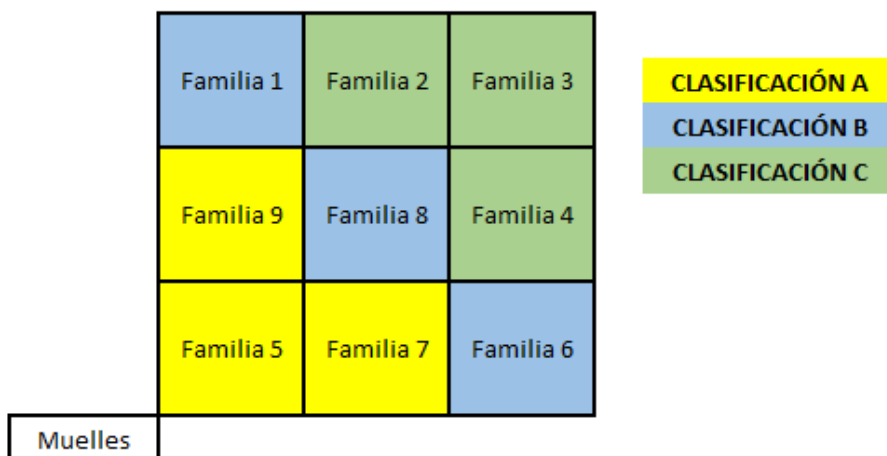 Familia 1 Familia 2 Familia 3
CLASIFICACIÓN A
CLASIFICACIÓN B
CLASIFICACIÓN C
Familia 9 Familia 8 Familia 4
Familia 5 Familia 7 Familia 6
Muelles